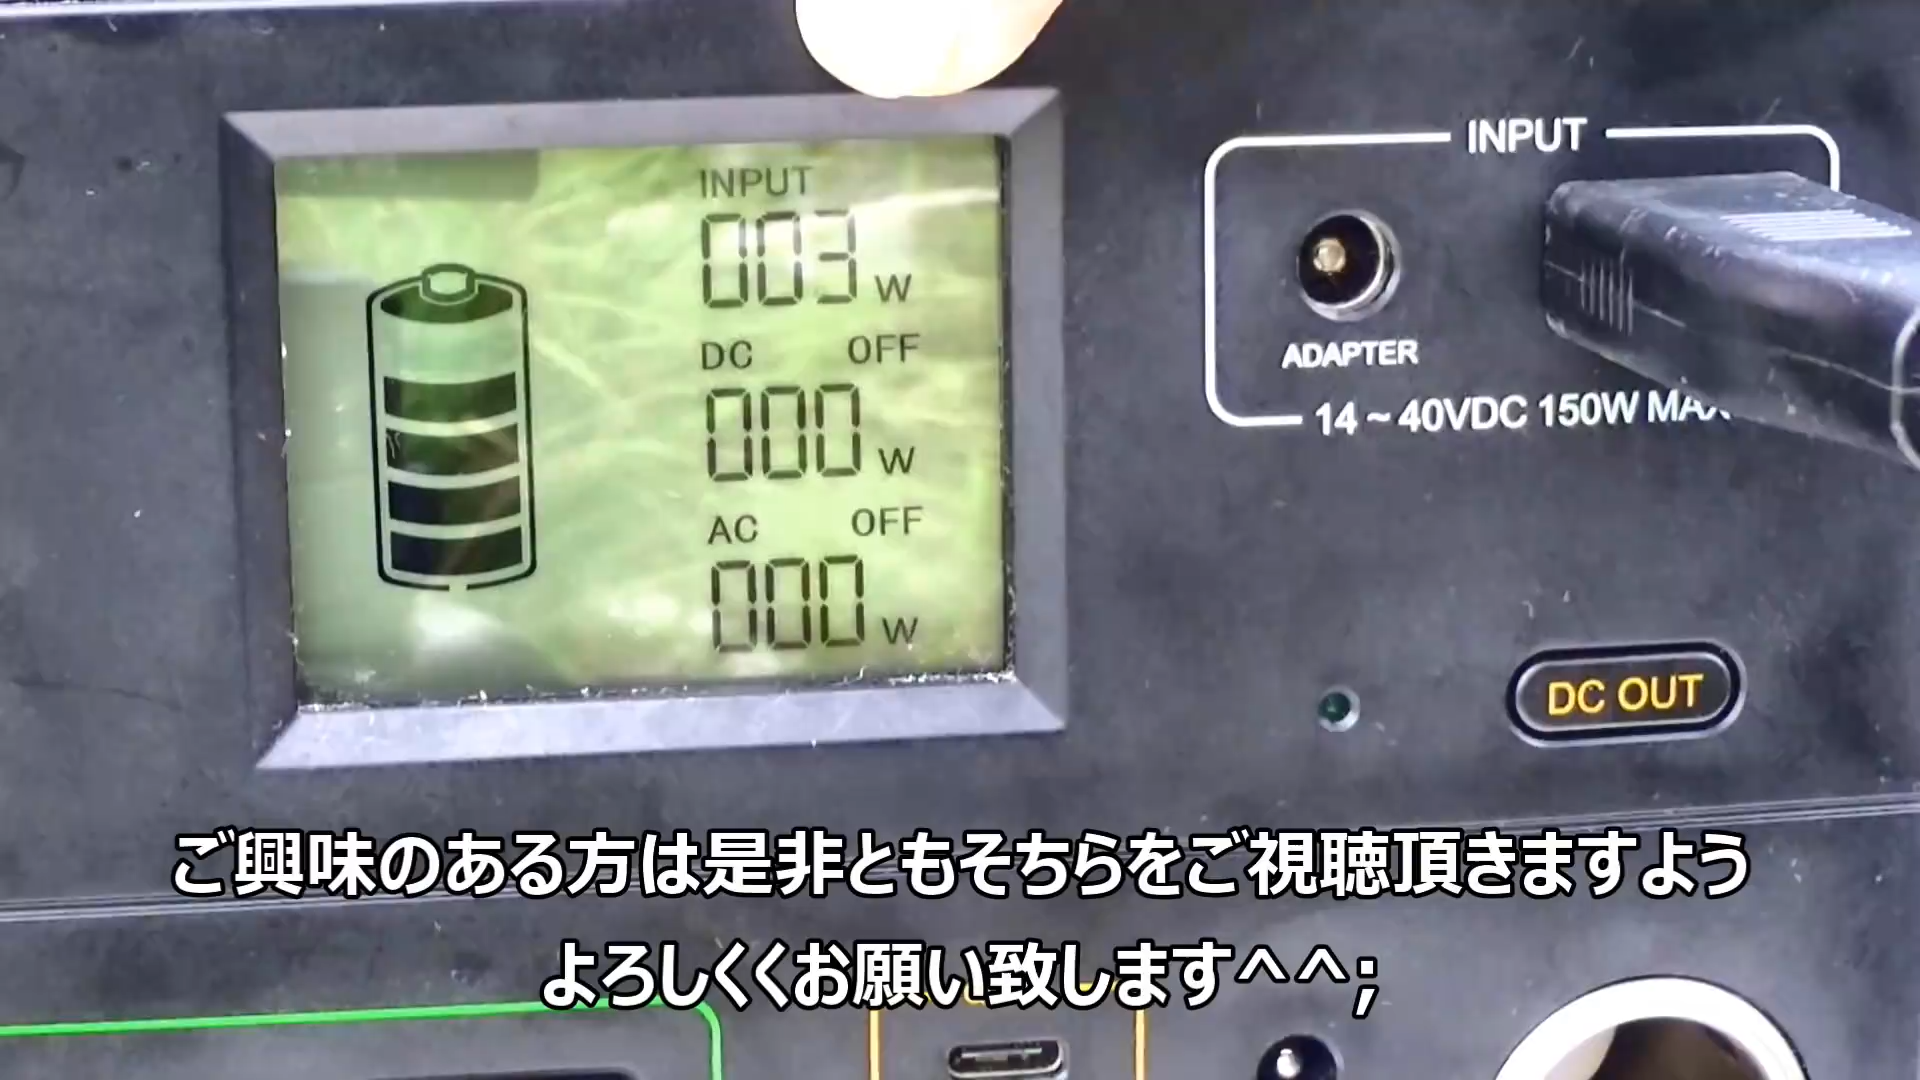 INPUT
003 W
DC OFF
000 W
AC OFF
000 W
INPUT
ADAPTER
14~40VDC 150W MAX
DC OUT
ご興味のある方は是非ともそちらをご視聴頂きますよう
よろしくくお願い致します^^;